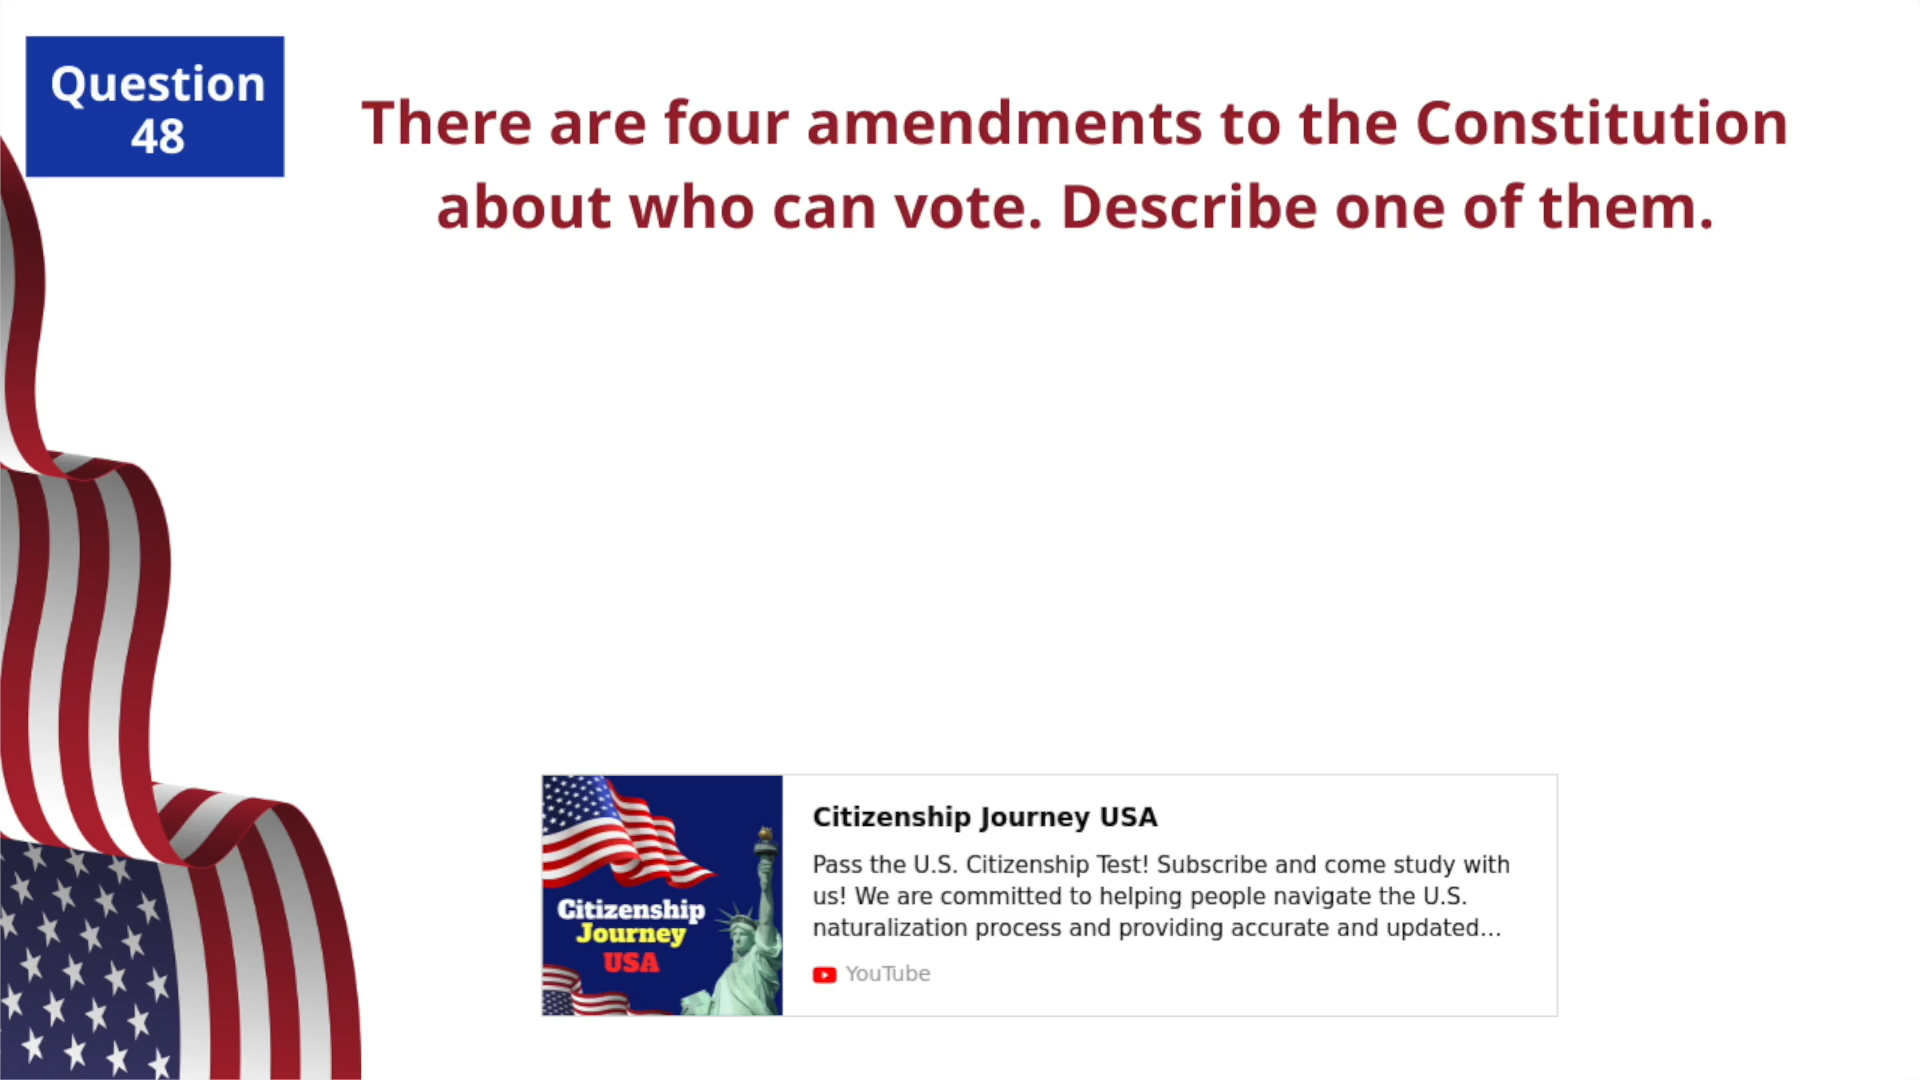 Question
48
There are four amendments to the Constitution
about who can vote. Describe one of them.
Citizenship
Journey
USA
Citizenship Journey USA
Pass the U.S. Citizenship Test! Subscribe and come study with
us! We are committed to helping people navigate the U.S.
naturalization process and providing accurate and updated...
YouTube